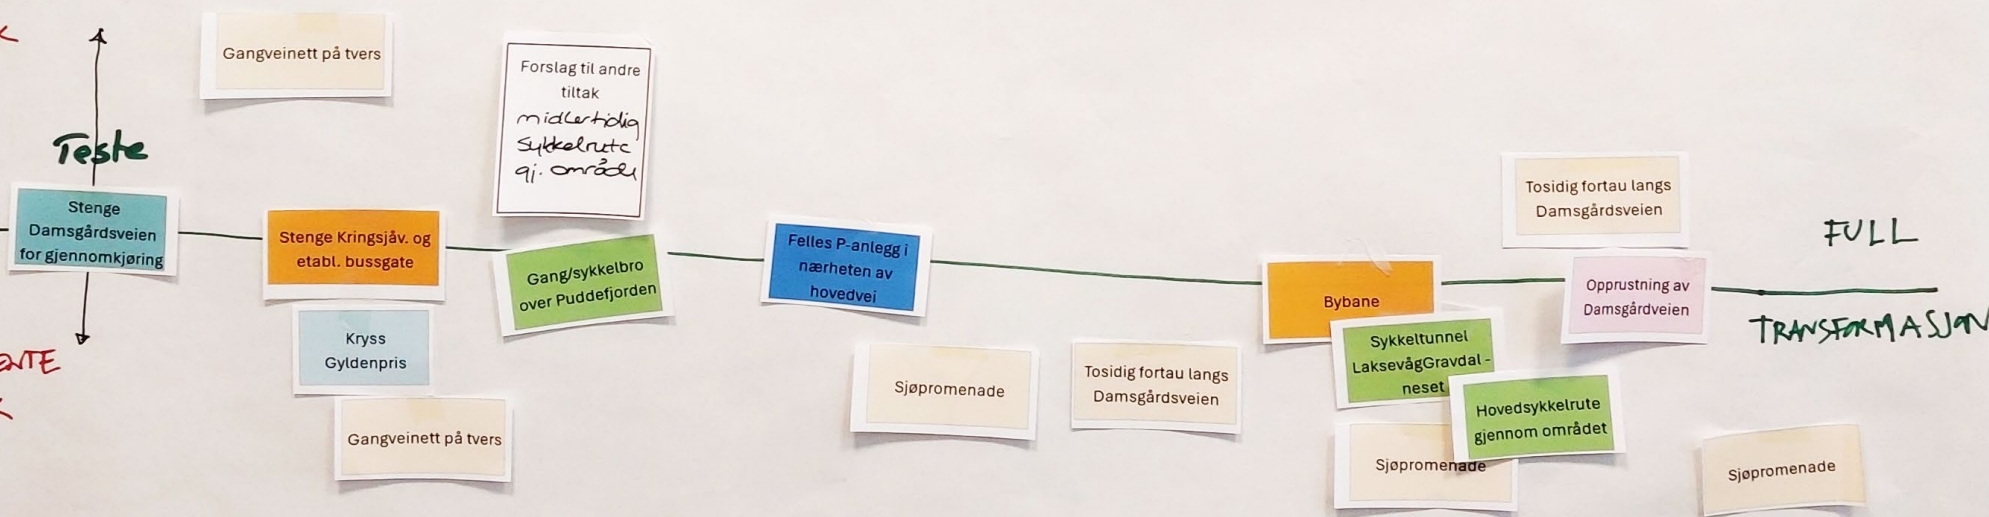 Gangveinett på tvers
Forslag til andre
tiltak
midlertidig
Sykkelrute
gj. område
Teste
Stenge
Damsgårdsveien
for gjennomkjøring
Stenge Kringsjåv. og
etabl. bussgate
Kryss
Gyldenpris
Gangveinett på tvers
Gang/sykkelbro
over Puddefjorden
Felles P-anlegg i
nærheten av
hovedvei
Sjøpromenade
Tosidig fortau langs
Damsgårdsveien
Bybane
Sykkeltunnel
LaksevågGravdal -
neset
Hovedsykkelrute
gjennom området
Sjøpromenade
Tosidig fortau langs
Damsgårdsveien
Opprustning av
Damsgårdveien
Sjøpromenade
FULL
TRANSFORMASJON